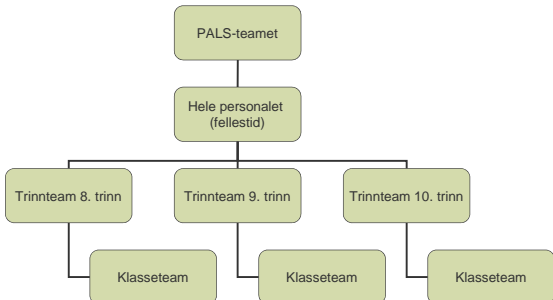 PALS-teamet
Hele personalet
(fellestid)
Trinnteam 8. trinn
Trinnteam 9. trinn
Trinnteam 10. trinn
Klasseteam
Klasseteam
Klasseteam